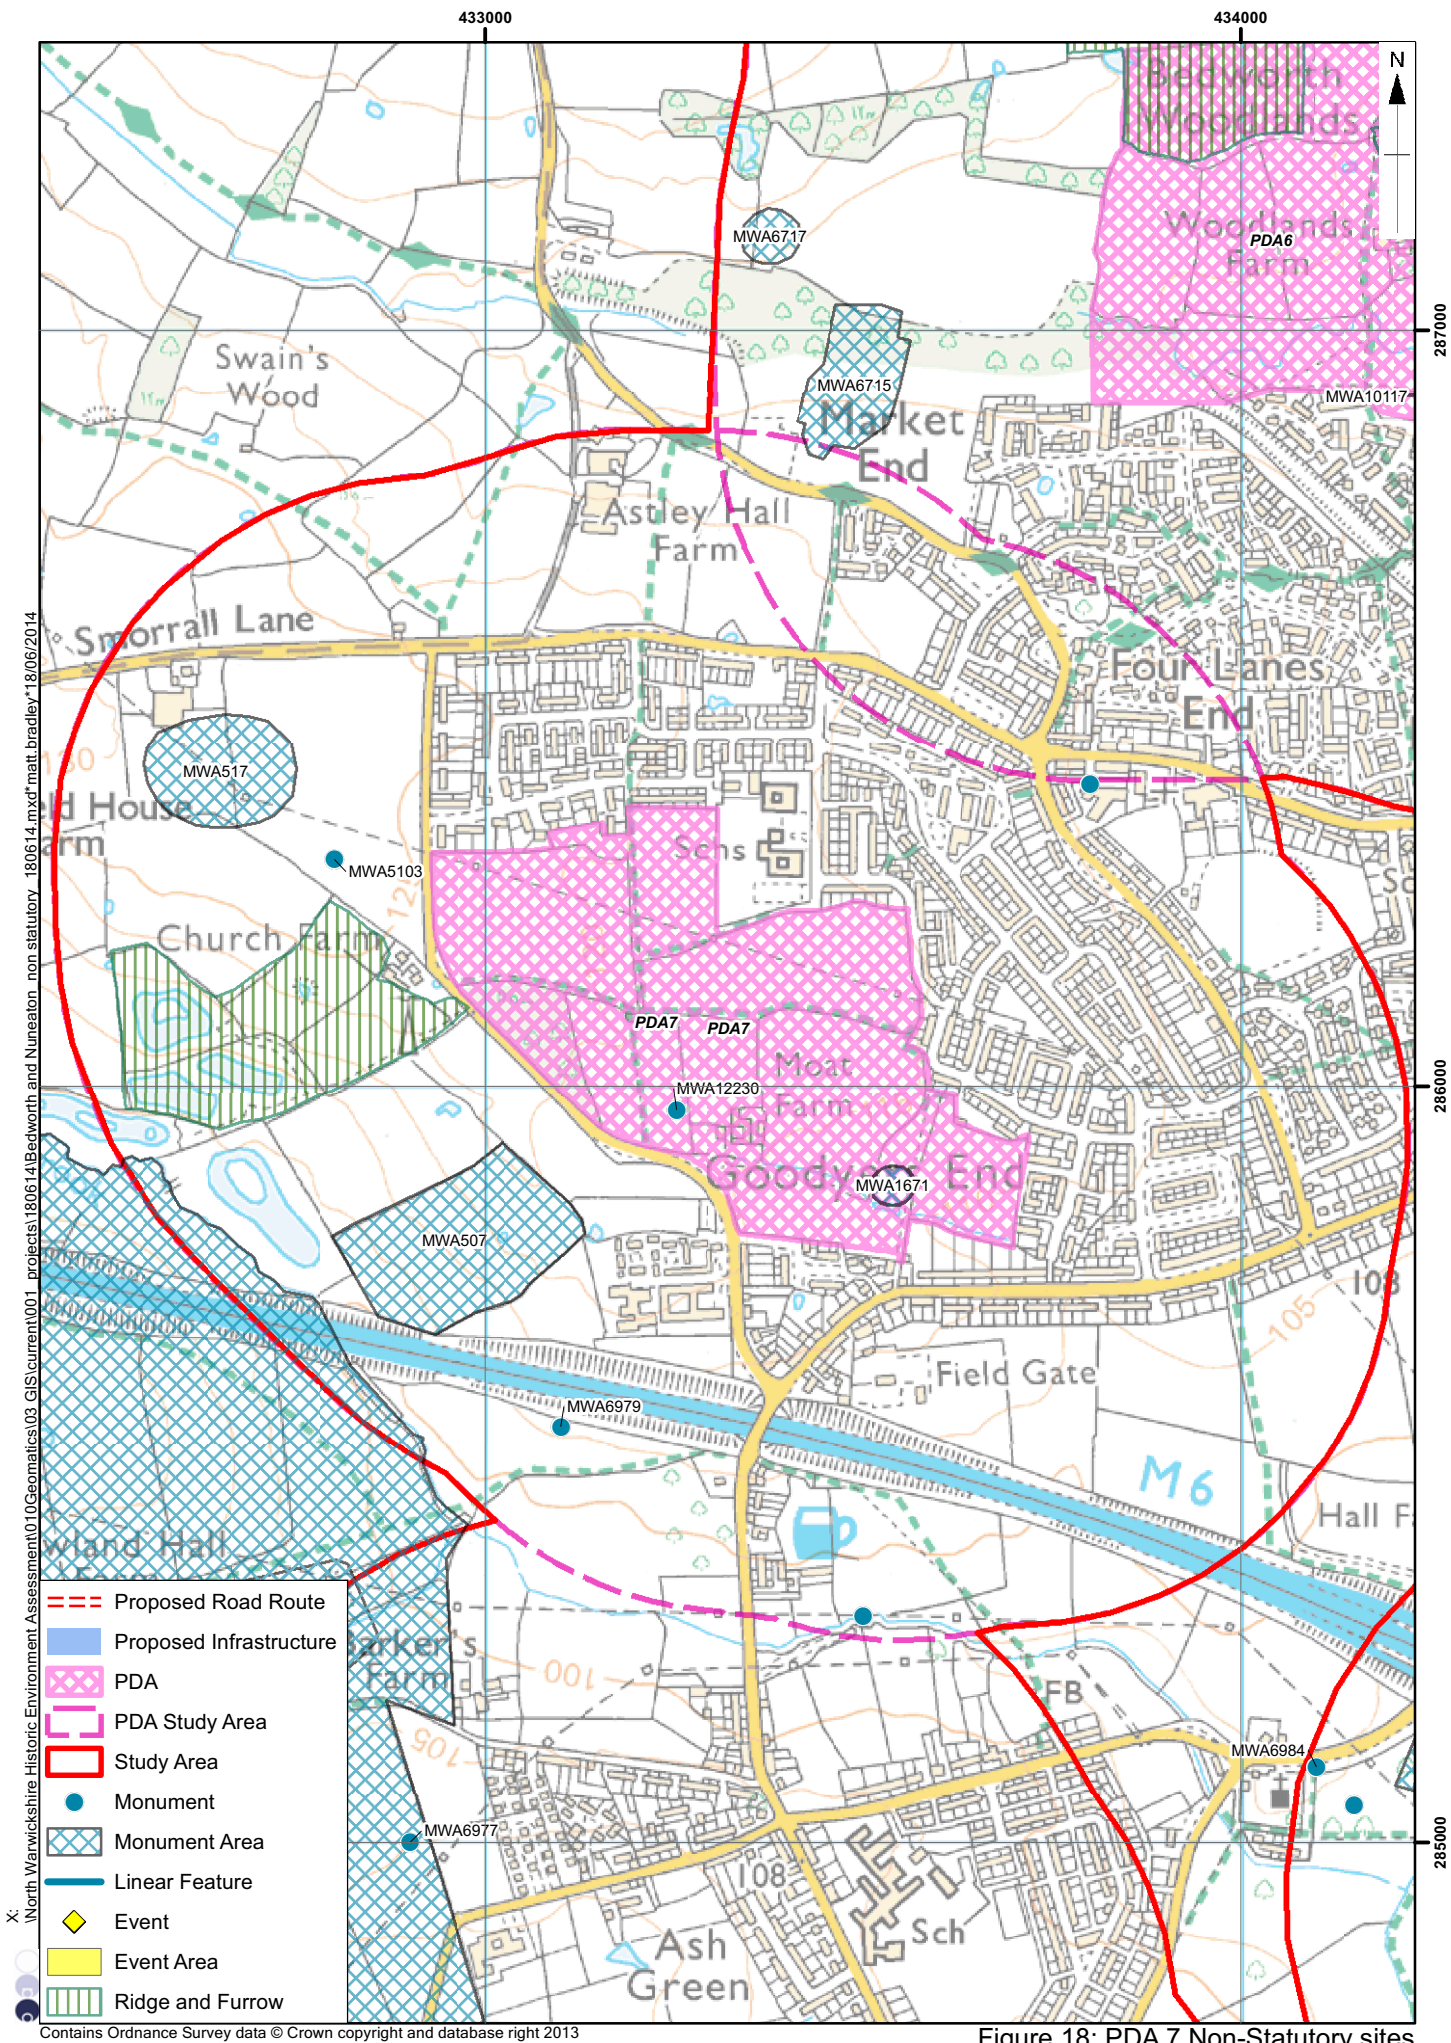 433000
434000
N
Bedworth
Woodlands
MWA6717
Woodlands
PDA6
Farm
287000
Swain's
Wood
MWA6715
MWA10117
Market
End
Astley Hall
Farm
Smorrall Lane
Four Lanes
End
MWA517
130
eld House
arm
Schs
MWA5103
Sc
Church Farm
PDA7
PDA7
Moat
Farm
MWA12230
286000
Goodyers End
MWA1671
MWA507
108
105
Field Gate
MWA6979
M6
Hall F
wland Hall
Farm
Barker's
Farm
100
FB
105
MWA6984
MWA6977
285000
108
Sch
Ash
Green
Proposed Road Route
Proposed Infrastructure
PDA
PDA Study Area
Study Area
Monument
Monument Area
Linear Feature
Event
Event Area
Ridge and Furrow
X:
\North Warwickshire Historic Environment Assessment\010Geomatics\03 GIS\current\001_projects\180614\Bedworth and Nuneaton_non statutory_180614.mxd*matt.bradley*18/06/2014
Contains Ordnance Survey data © Crown copyright and database right 2013
Figure 18: PDA 7 Non-Statutory sites